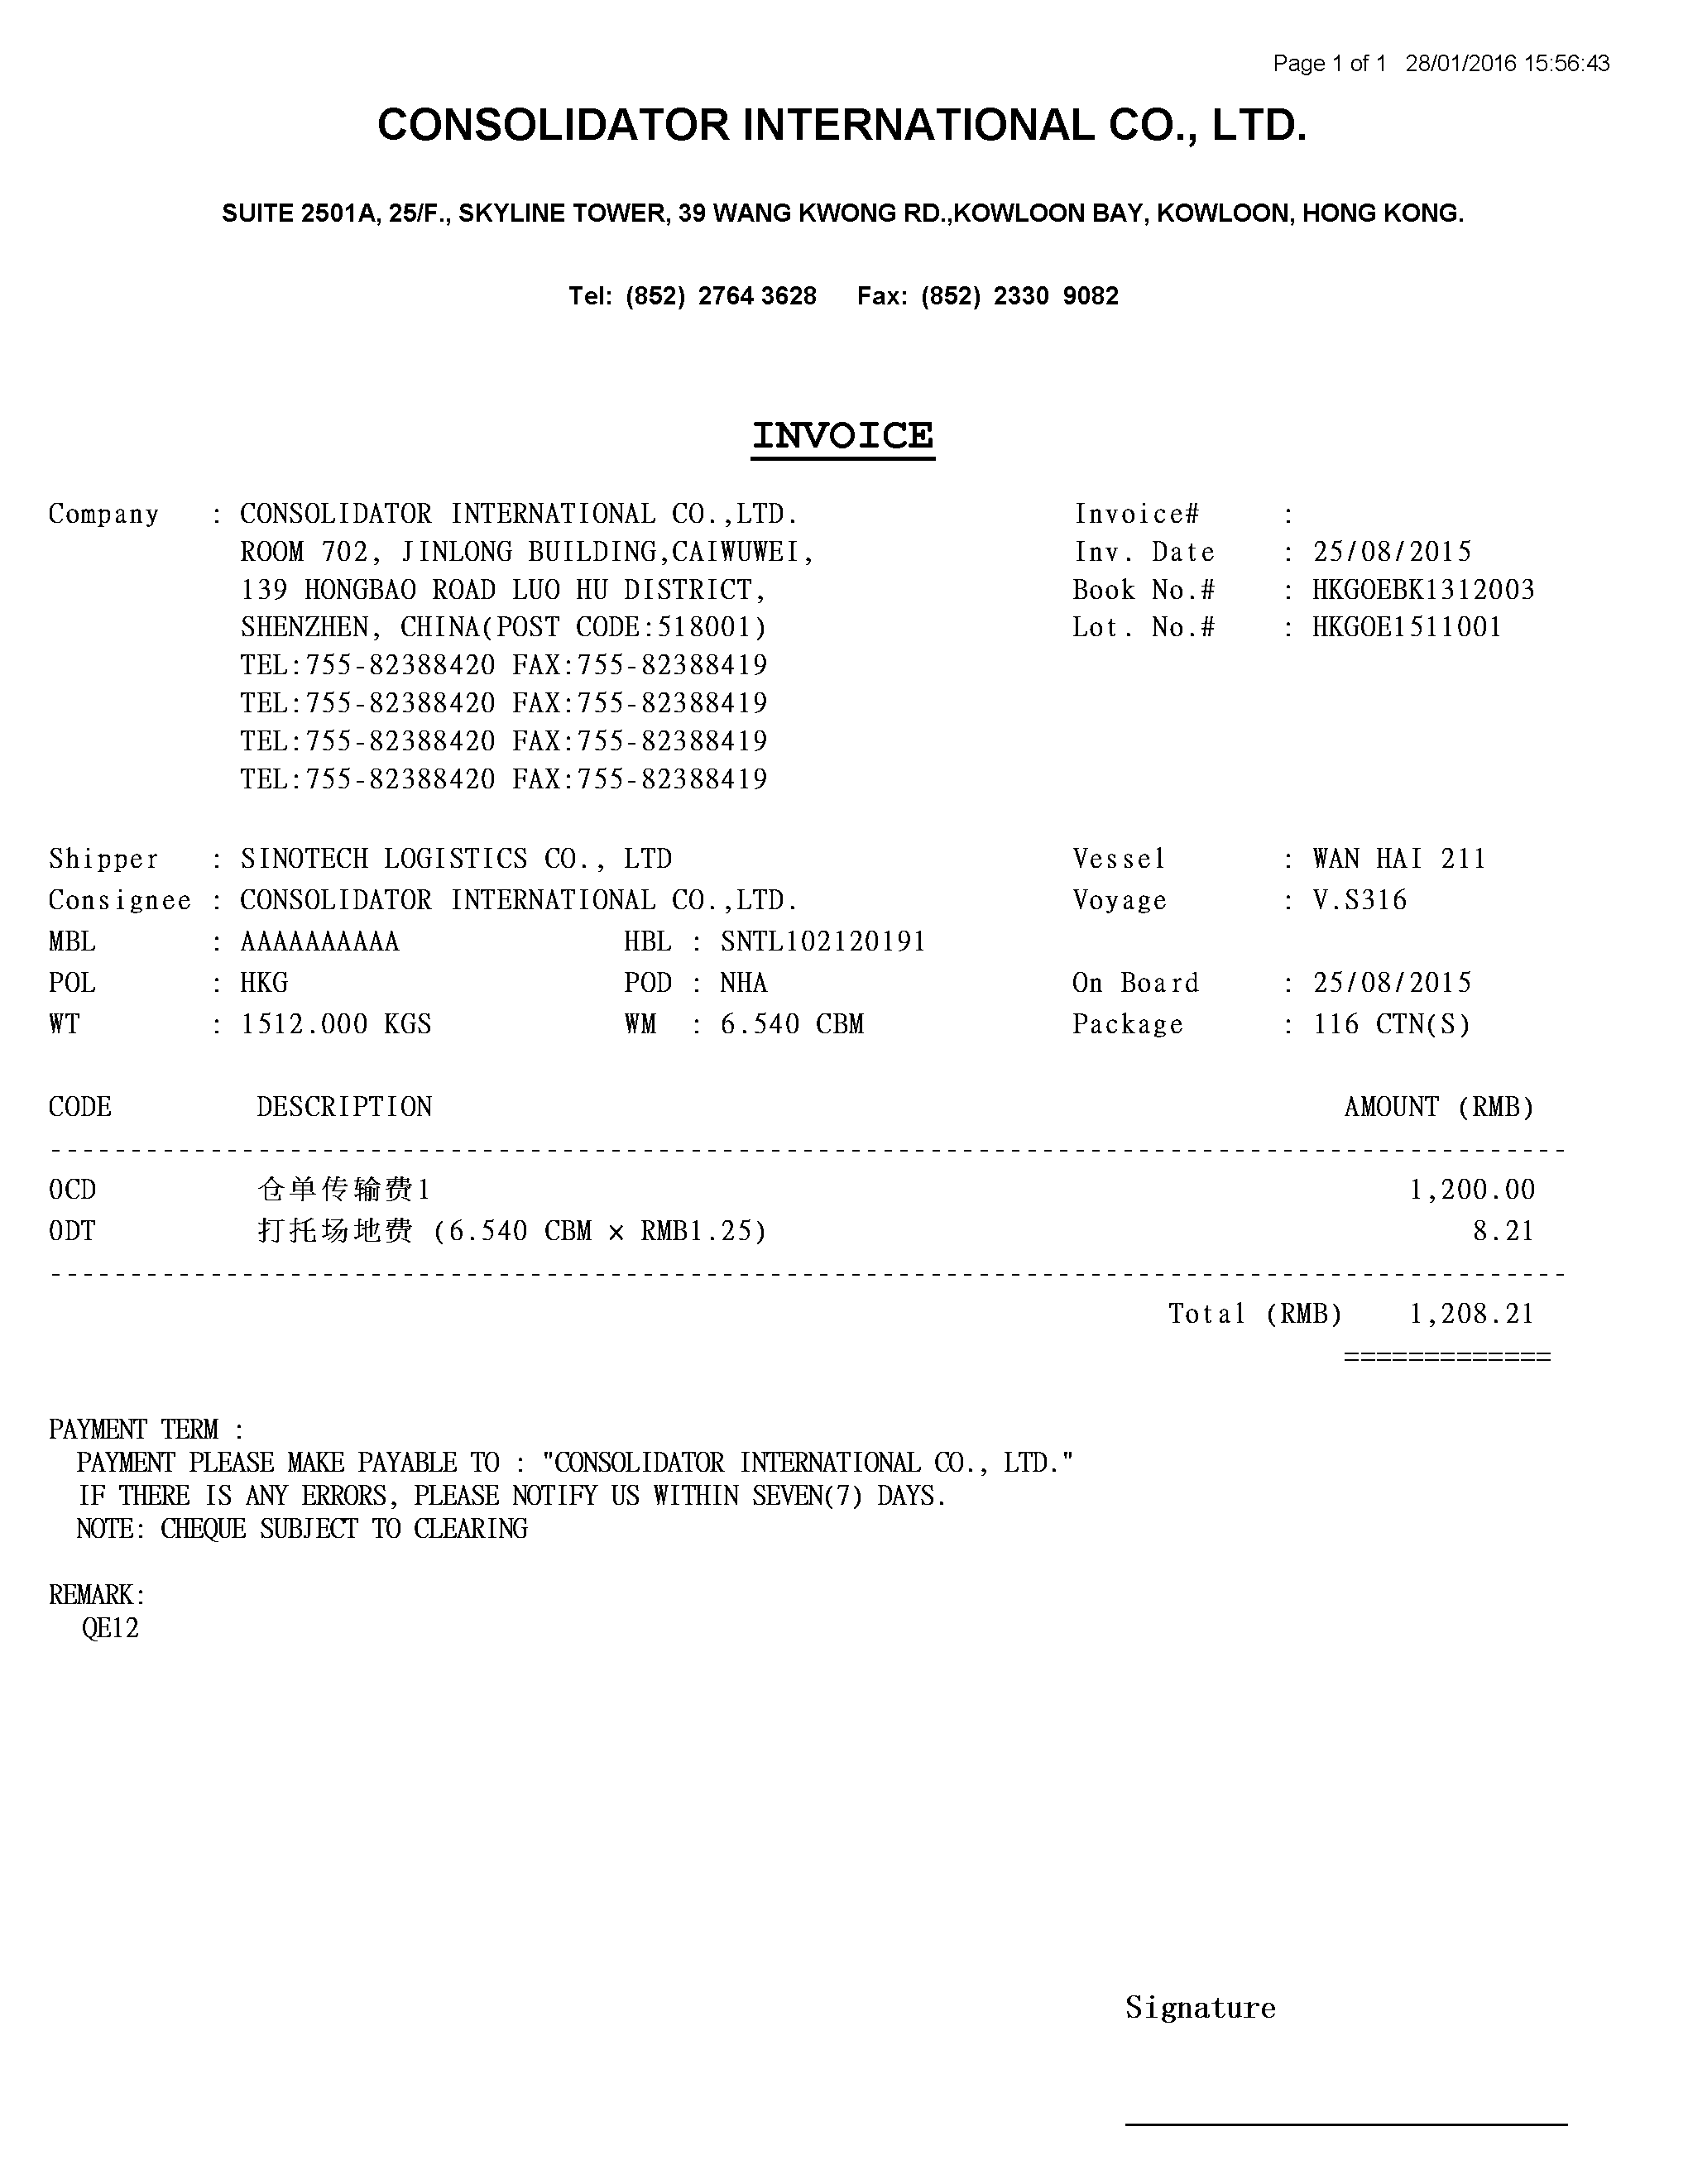 Page 1 of 1 28/01/2016 15:56:43
CONSOLIDATOR INTERNATIONAL CO., LTD.
SUITE 2501A, 25/F., SKYLINE TOWER, 39 WANG KWONG RD.,KOWLOON BAY, KOWLOON, HONG KONG.
Tel: (852) 2764 3628 Fax: (852) 2330 9082
INVOICE
Company : CONSOLIDATOR INTERNATIONAL CO.,LTD. Invoice# :
ROOM 702, JINLONG BUILDING,CAIWUWEI, Inv. Date : 25/08/2015
139 HONGBAO ROAD LUO HU DISTRICT, Book No.# : HKGOEBK1312003
SHENZHEN, CHINA(POST CODE:518001) Lot. No.# : HKGOE1511001
TEL:755-82388420 FAX:755-82388419
TEL:755-82388420 FAX:755-82388419
TEL:755-82388420 FAX:755-82388419
TEL:755-82388420 FAX:755-82388419
Shipper : SINOTECH LOGISTICS CO., LTD Vessel : WAN HAI 211
Consignee : CONSOLIDATOR INTERNATIONAL CO.,LTD. Voyage : V.S316
MBL : AAAAAAAAAA HBL : SNTL102120191
POL : HKG POD : NHA On Board : 25/08/2015
WT : 1512.000 KGS WM : 6.540 CBM Package : 116 CTN(S)
CODE DESCRIPTION AMOUNT (RMB)
OCD 仓单传输费1 1,200.00
ODT 打托场地费 (6.540 CBM × RMB1.25) 8.21
Total (RMB) 1,208.21
=============
PAYMENT TERM :
PAYMENT PLEASE MAKE PAYABLE TO : "CONSOLIDATOR INTERNATIONAL CO., LTD."
IF THERE IS ANY ERRORS, PLEASE NOTIFY US WITHIN SEVEN(7) DAYS.
NOTE: CHEQUE SUBJECT TO CLEARING
REMARK:
QE12
Signature